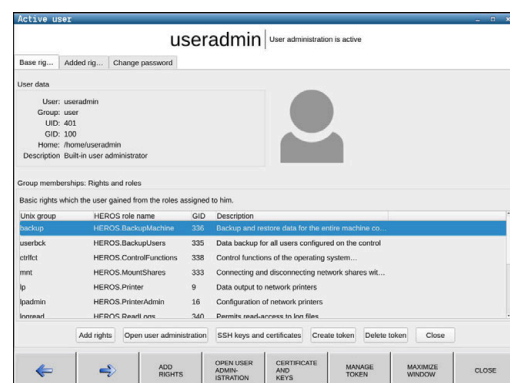 Active user
useradmin User administration is active
Base rig... Added rig... Change password
User data
User: useradmin
Group: user
UID: 401
GID: 100
Home: /home/useradmin
Description Built-in user administrator
Group memberships: Rights and roles
Basic rights which the user gained from the roles assigned to him.
Unix group HEROS role name GID Description
backup HEROS.BackupMachine 336 Backup and restore data for the entire machine co...
userbck HEROS.BackupUsers 335 Data backup for all users configured on the control
ctrlfct HEROS.ControlFunctions 338 Control functions of the operating system...
mnt HEROS.MountShares 333 Connecting and disconnecting network shares wit...
lp HEROS.Printer 9 Data output to network printers
lpadmin HEROS.PrinterAdmin 16 Configuration of network printers
logread HEROS.ReadLogs 340 Permits read-access to log files
Add rights Open user administration SSH keys and certificates Create token Delete token Close
ADD RIGHTS
OPEN USER ADMIN- ISTRATION
CERTIFICATE AND KEYS
MANAGE TOKEN
MAXIMIZE WINDOW
CLOSE